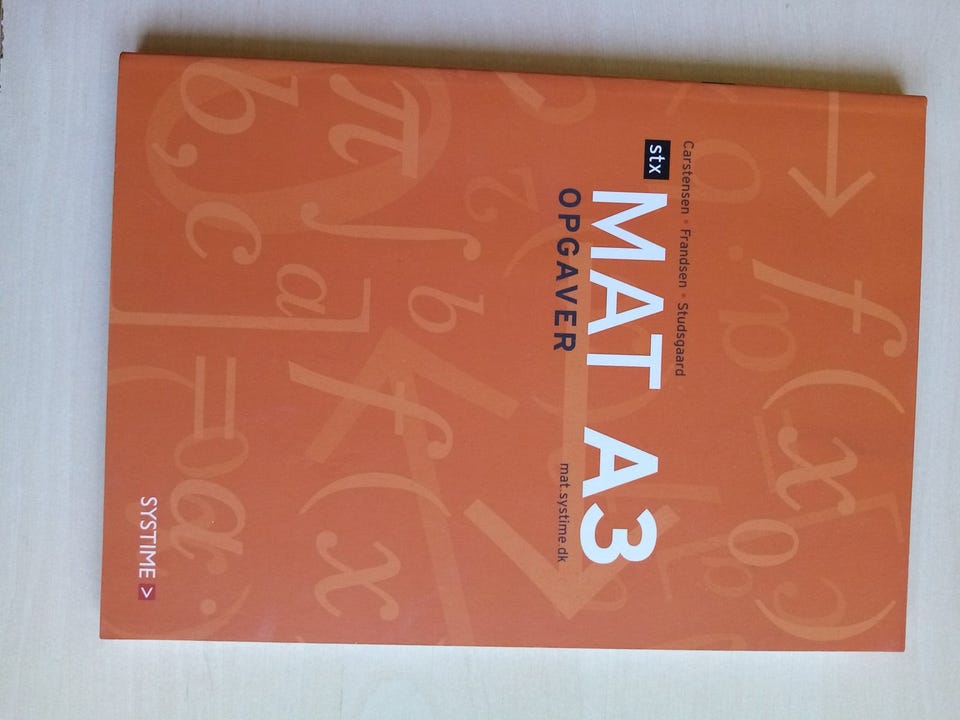 Carstensen • Frandsen • Studsgaard
stx
MAT A3
OPGAVER
mat.systime.dk
SYSTIME >